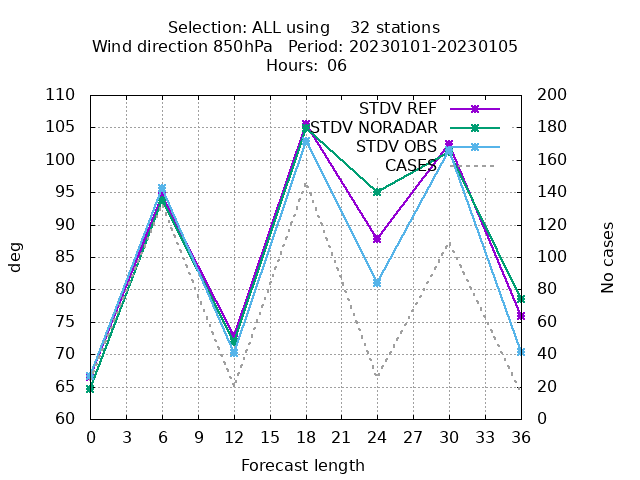 Selection: ALL using    32 stations
Wind direction 850hPa   Period: 20230101-20230105
Hours: 06
110
105
100
95
90
85
80
75
70
65
60
200
180
160
140
120
100
80
60
40
20
0
STDV REF
STDV NORADAR
STDV OBS
CASES
deg
No cases
0 3 6 9 12 15 18 21 24 27 30 33 36
Forecast length